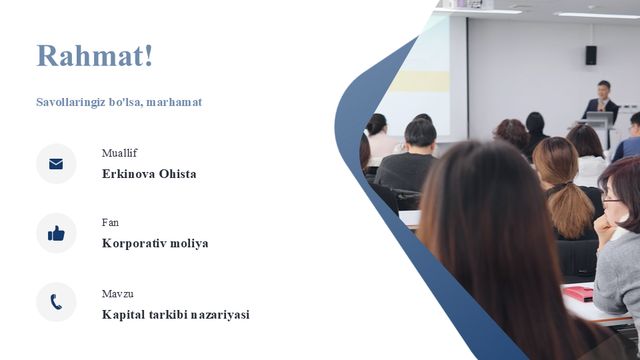 Rahmat!
Savollaringiz bo'lsa, marhamat
Muallif
Erkinova Ohista
Fan
Korporativ moliya
Mavzu
Kapital tarkibi nazariyasi